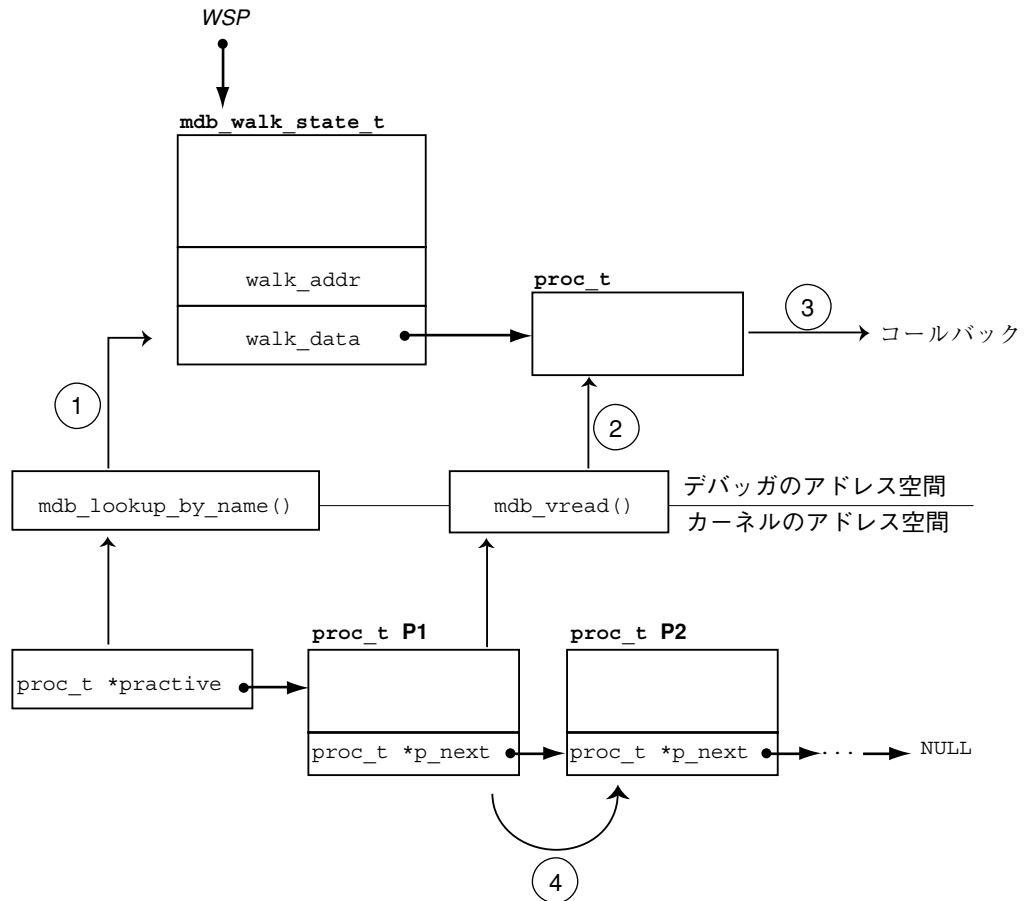 WSP
mdb_walk_state_t
walk_addr
proc_t
walk_data
3
コールバック
1
2
mdb_lookup_by_name()
mdb_vread()
デバッガのアドレス空間
カーネルのアドレス空間
proc_t P1
proc_t P2
proc_t *practive
proc_t *p_next
proc_t *p_next
...
NULL
4